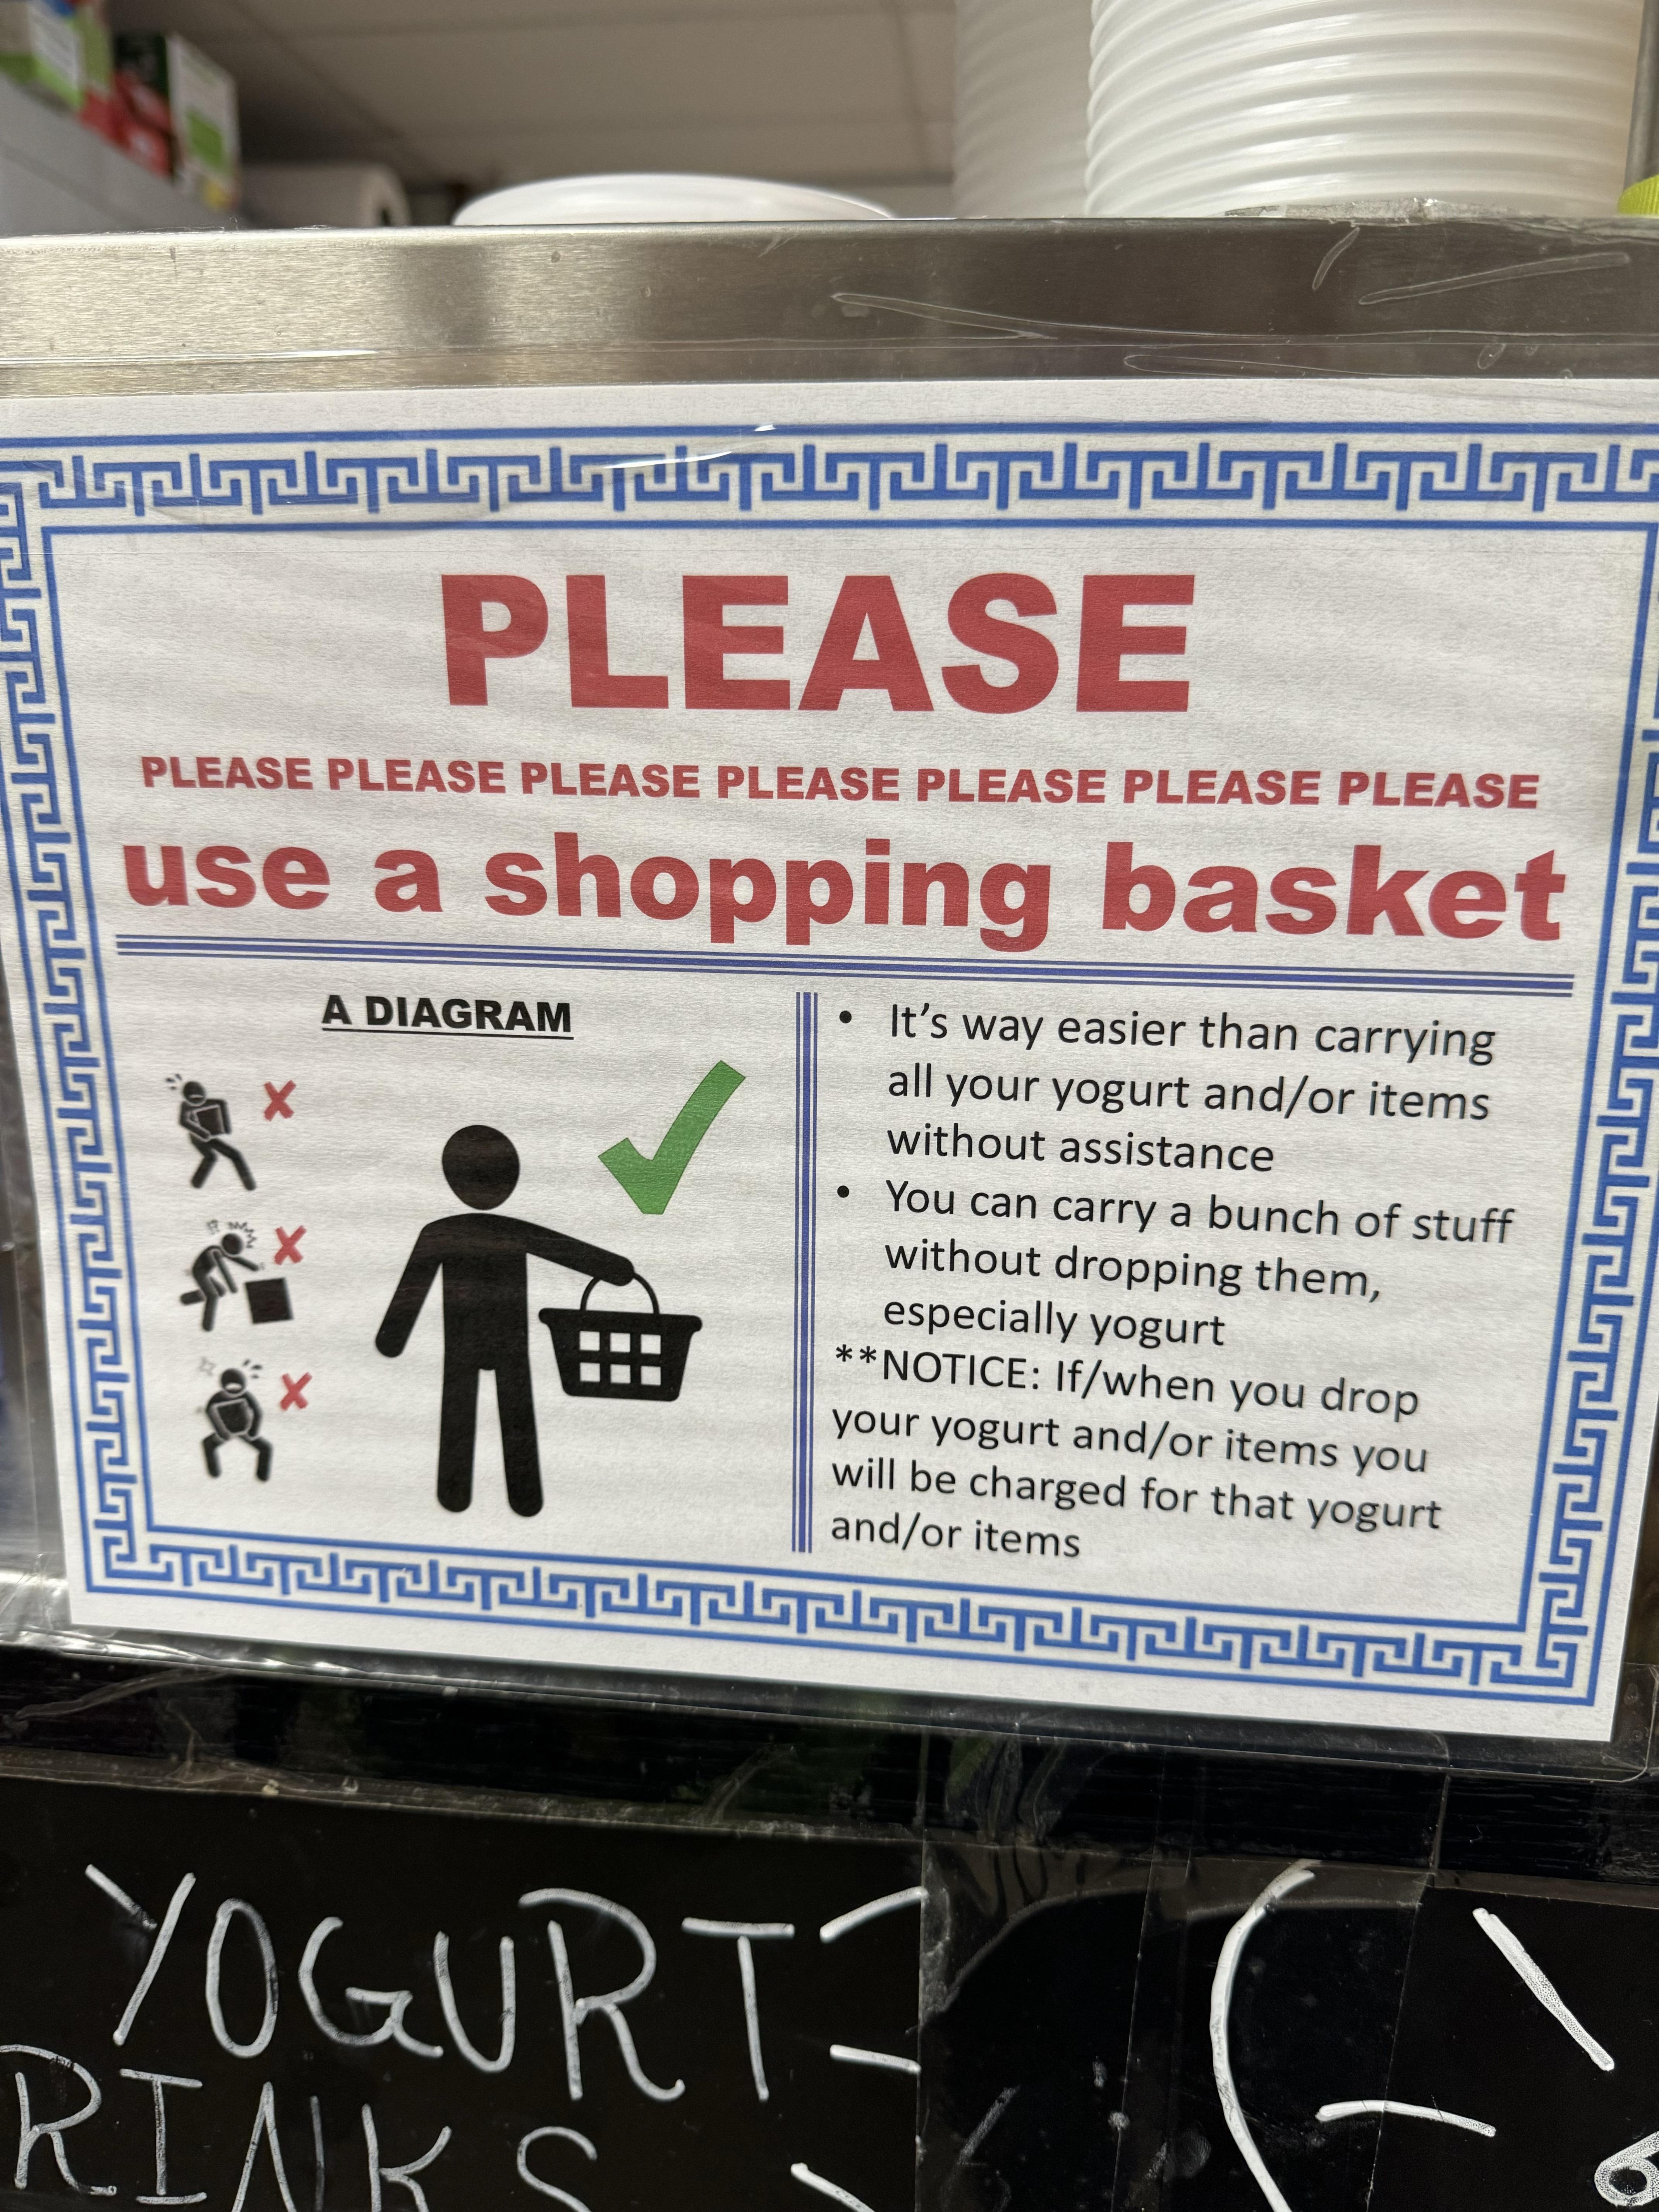 PLEASE
PLEASE PLEASE PLEASE PLEASE PLEASE PLEASE PLEASE
use a shopping basket
A DIAGRAM
• It’s way easier than carrying
all your yogurt and/or items
without assistance
• You can carry a bunch of stuff
without dropping them,
especially yogurt
**NOTICE: If/when you drop
your yogurt and/or items you
will be charged for that yogurt
and/or items
YOGURT
RINKS